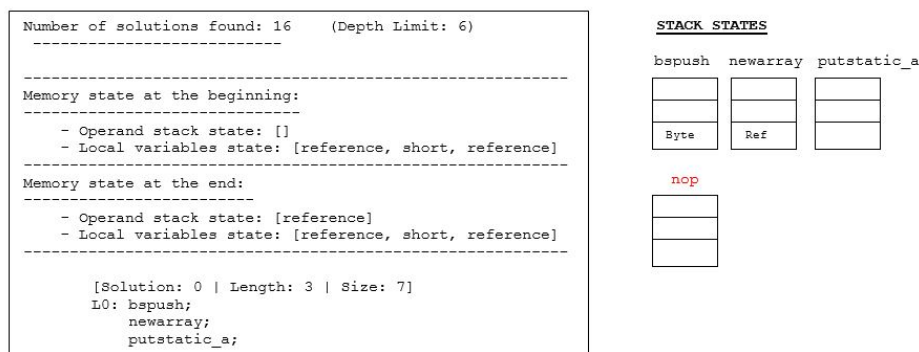 Number of solutions found: 16    (Depth Limit: 6)
----------------------------
------------------------------------------------------------
Memory state at the beginning:
-------------------------------
- Operand stack state: []
- Local variables state: [reference, short, reference]
------------------------------------------------------------
Memory state at the end:
--------------------------
- Operand stack state: [reference]
- Local variables state: [reference, short, reference]
------------------------------------------------------------
[Solution: 0 | Length: 3 | Size: 7]
L0: bspush;
newarray;
putstatic_a;
STACK STATES
bspush newarray putstatic_a
Byte Ref
nop